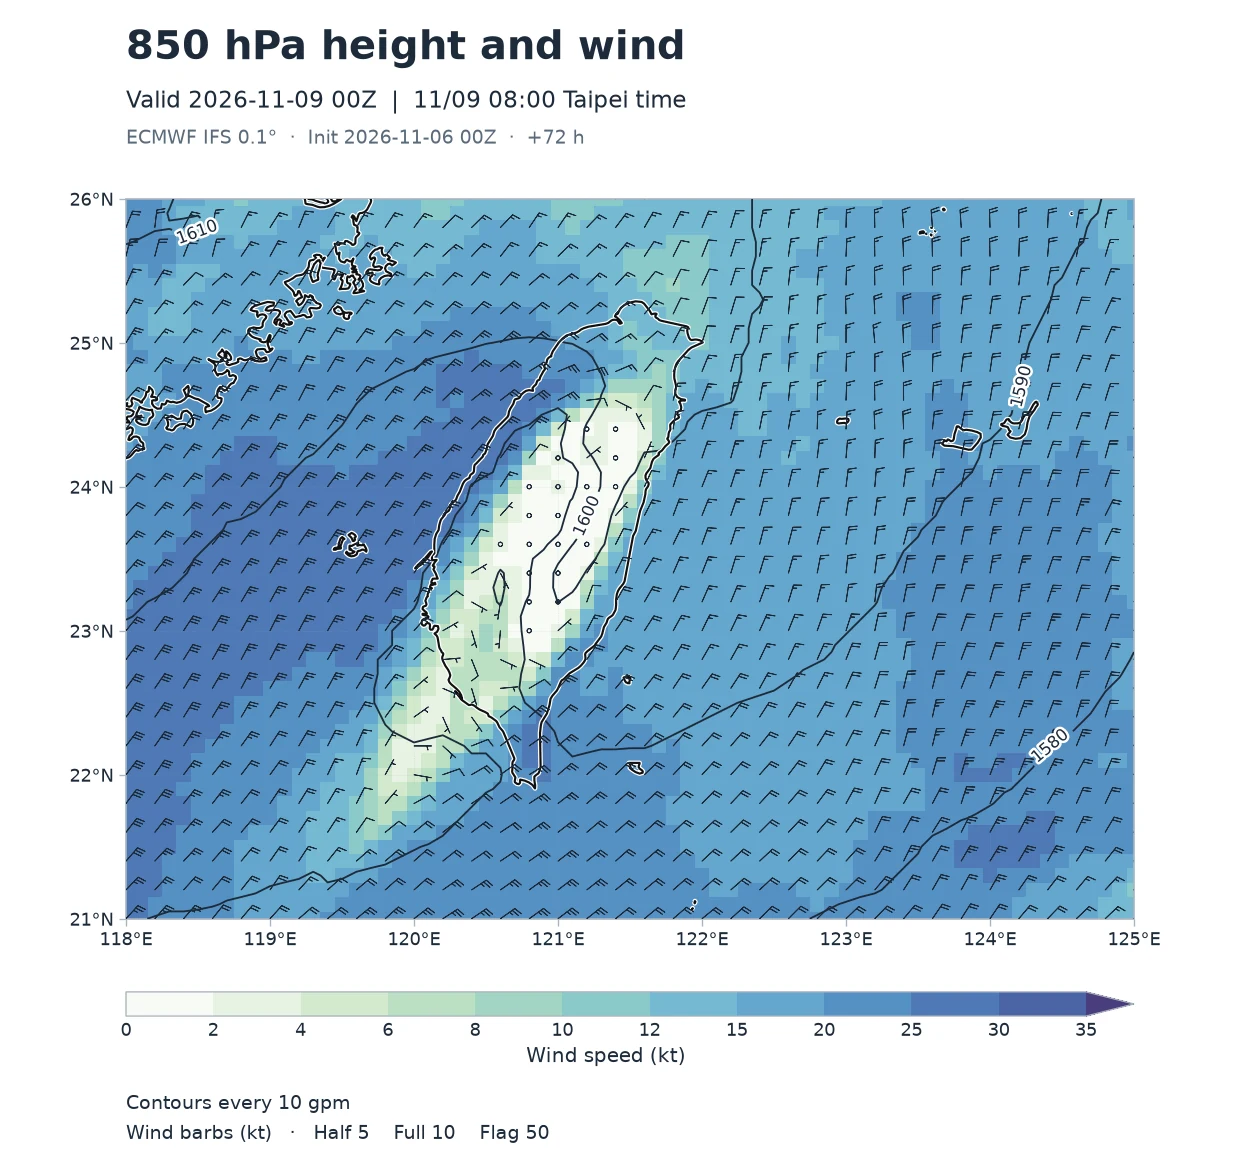 850 hPa height and wind
Valid 2026-11-09 00Z | 11/09 08:00 Taipei time
ECMWF IFS 0.1° · Init 2026-11-06 00Z · +72 h
26°N
1610
25°N
1590
24°N
1600
23°N
1580
22°N
21°N
118°E 119°E 120°E 121°E 122°E 123°E 124°E 125°E
0 2 4 6 8 10 12 15 20 25 30 35
Wind speed (kt)
Contours every 10 gpm
Wind barbs (kt) · Half 5 Full 10 Flag 50